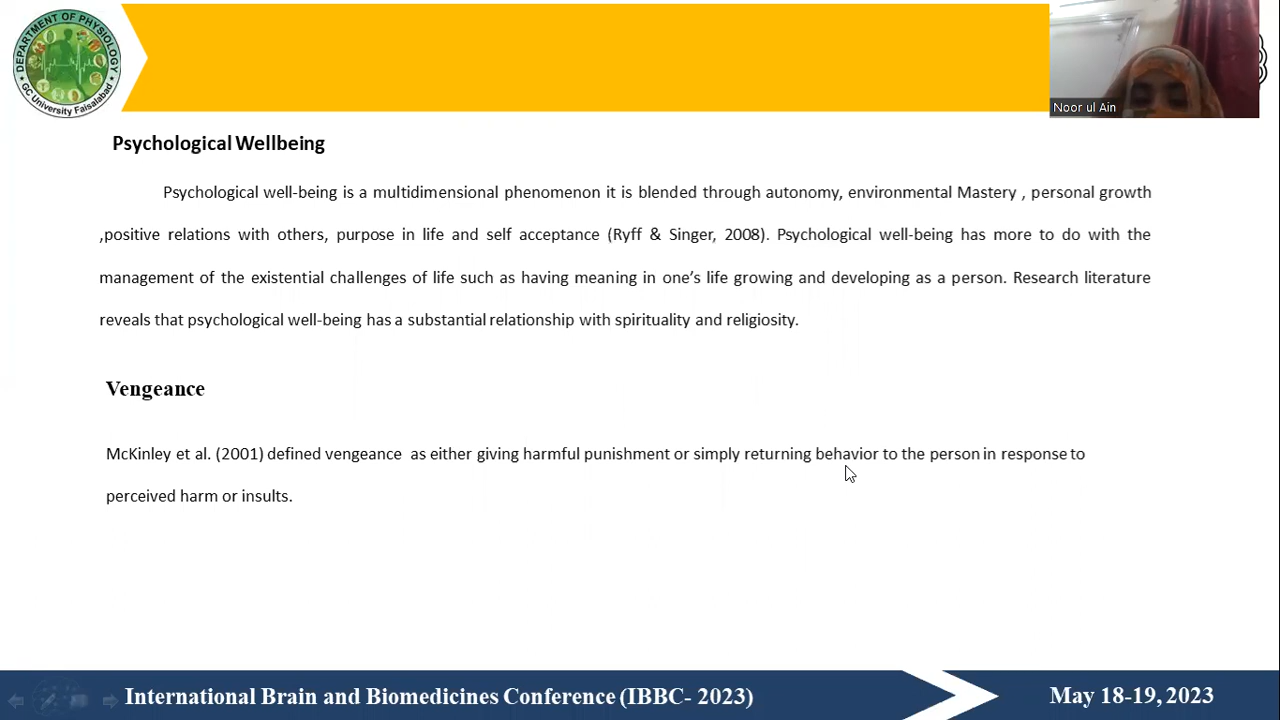 DEPARTMENT OF PHYSIOLOGY
GC University Faisalabad
Noor ul Ain
Psychological Wellbeing
Psychological well-being is a multidimensional phenomenon it is blended through autonomy, environmental Mastery , personal growth
,positive relations with others, purpose in life and self acceptance (Ryff & Singer, 2008). Psychological well-being has more to do with the
management of the existential challenges of life such as having meaning in one’s life growing and developing as a person. Research literature
reveals that psychological well-being has a substantial relationship with spirituality and religiosity.
Vengeance
McKinley et al. (2001) defined vengeance as either giving harmful punishment or simply returning behavior to the person in response to
perceived harm or insults.
International Brain and Biomedicines Conference (IBBC- 2023)
May 18-19, 2023